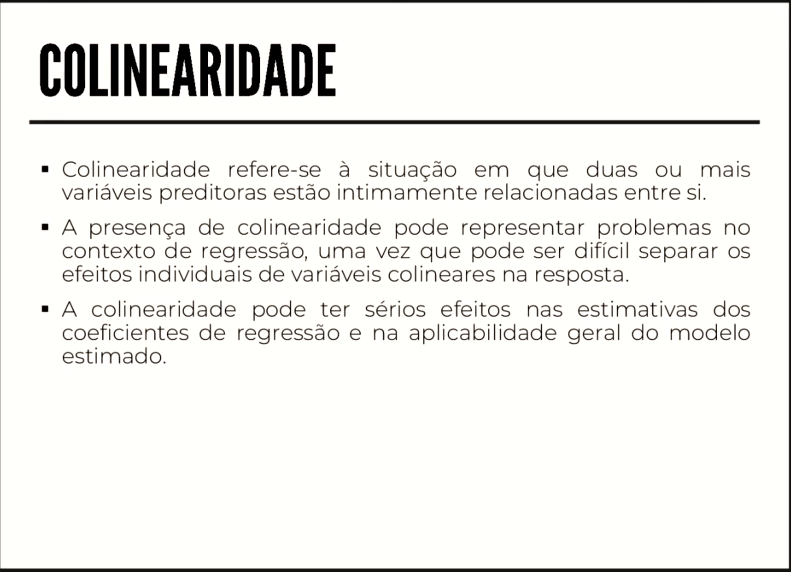 COLINEARIDADE
▪ Colinearidade refere-se à situação em que duas ou mais
variáveis preditoras estão intimamente relacionadas entre si.
▪ A presença de colinearidade pode representar problemas no
contexto de regressão, uma vez que pode ser difícil separar os
efeitos individuais de variáveis colineares na resposta.
▪ A colinearidade pode ter sérios efeitos nas estimativas dos
coeficientes de regressão e na aplicabilidade geral do modelo
estimado.